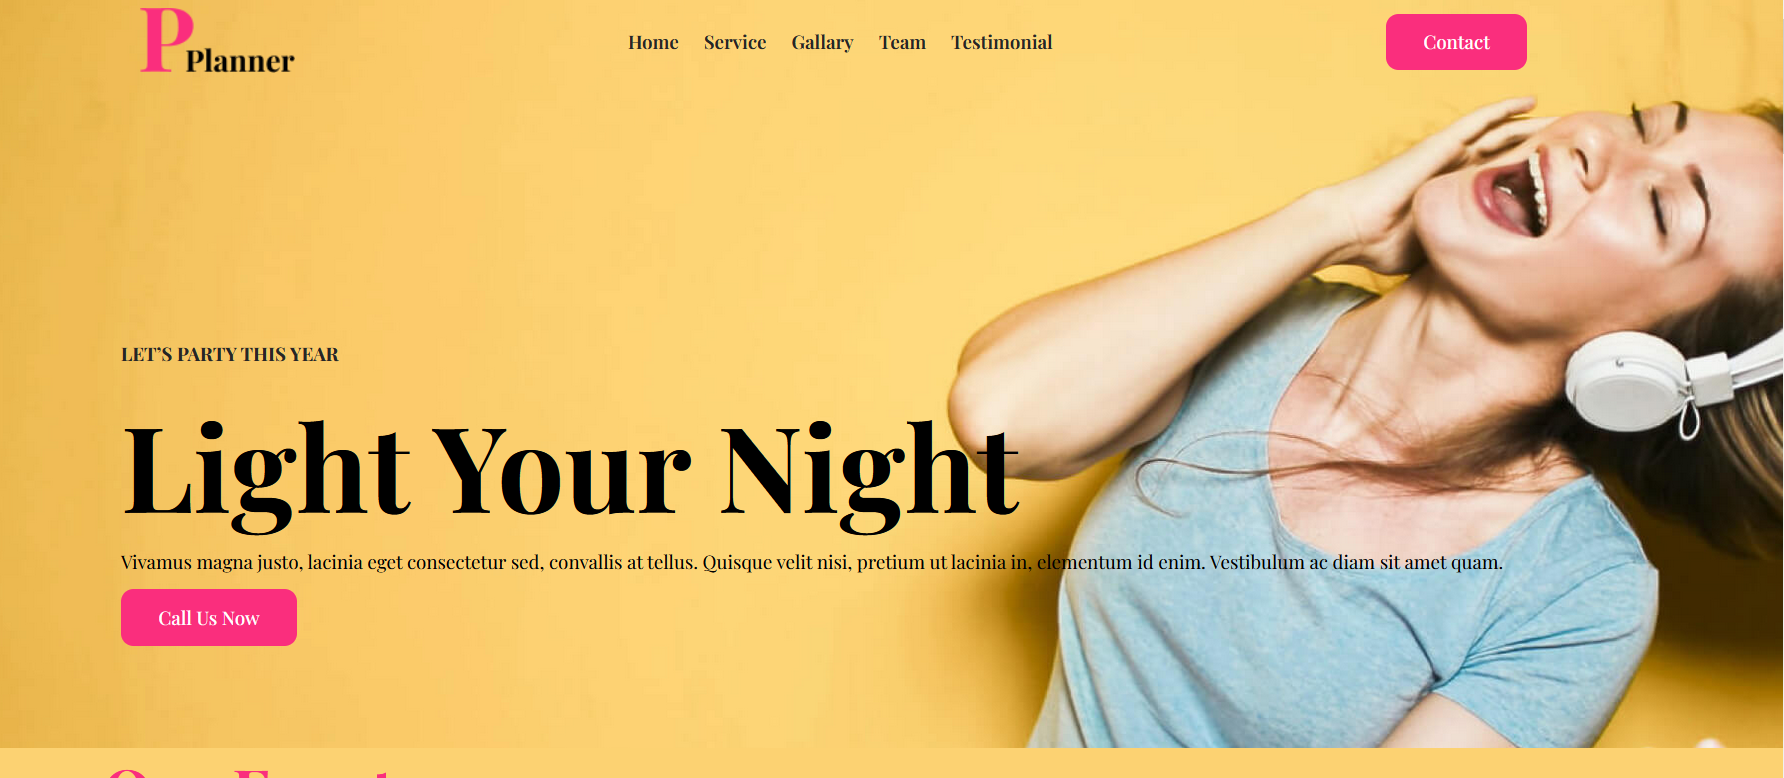 P Planner
Home Service Gallary Team Testimonial
Contact
LET’S PARTY THIS YEAR
Light Your Night
Vivamus magna justo, lacinia eget consectetur sed, convallis at tellus. Quisque velit nisi, pretium ut lacinia in, elementum id enim. Vestibulum ac diam sit amet quam.
Call Us Now